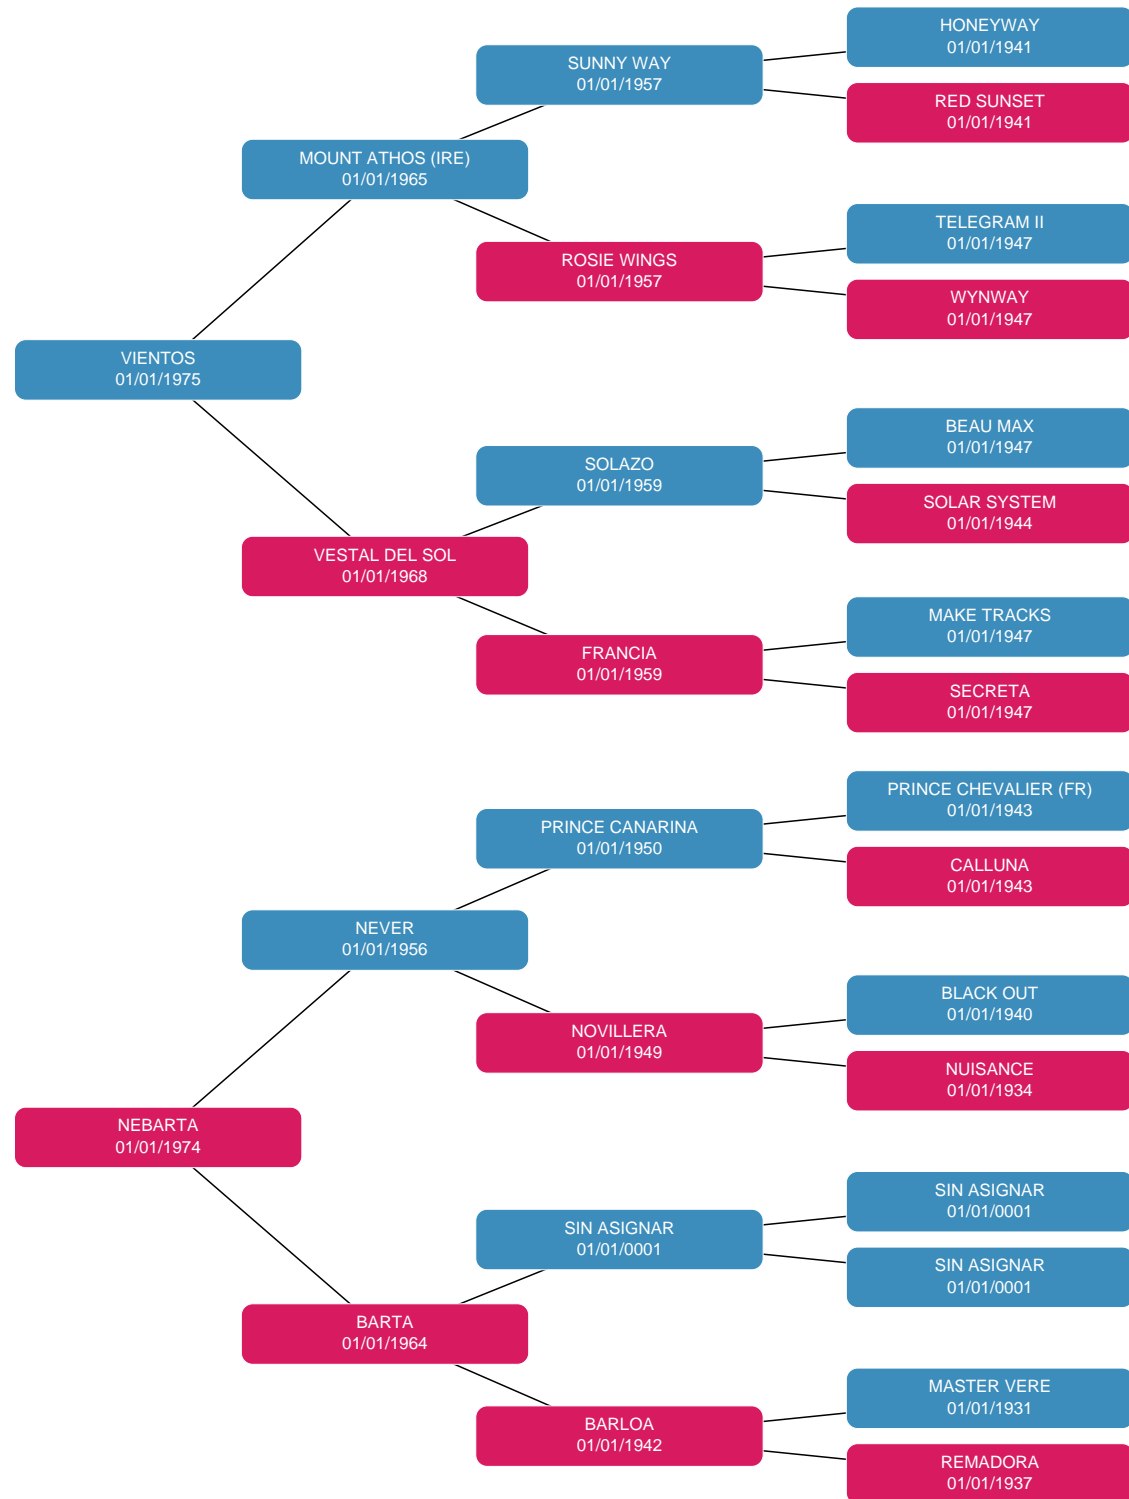 HONEYWAY
01/01/1941
SUNNY WAY
01/01/1957
RED SUNSET
01/01/1941
MOUNT ATHOS (IRE)
01/01/1965
TELEGRAM II
01/01/1947
ROSIE WINGS
01/01/1957
WYNWAY
01/01/1947
VIENTOS
01/01/1975
BEAU MAX
01/01/1947
SOLAZO
01/01/1959
SOLAR SYSTEM
01/01/1944
VESTAL DEL SOL
01/01/1968
MAKE TRACKS
01/01/1947
FRANCIA
01/01/1959
SECRETA
01/01/1947
PRINCE CHEVALIER (FR)
01/01/1943
PRINCE CANARINA
01/01/1950
CALLUNA
01/01/1943
NEVER
01/01/1956
BLACK OUT
01/01/1940
NOVILLERA
01/01/1949
NUISANCE
01/01/1934
NEBARTA
01/01/1974
SIN ASIGNAR
01/01/0001
SIN ASIGNAR
01/01/0001
SIN ASIGNAR
01/01/0001
BARTA
01/01/1964
MASTER VERE
01/01/1931
BARLOA
01/01/1942
REMADORA
01/01/1937